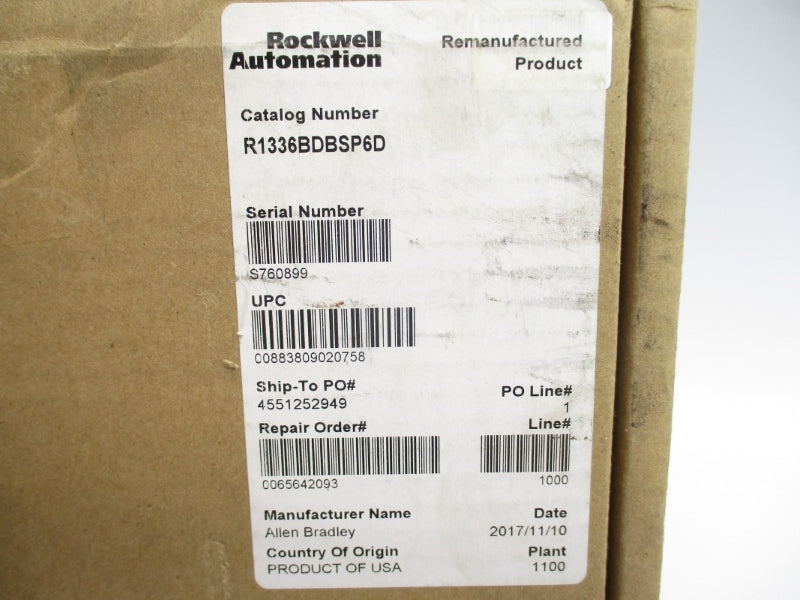 Rockwell Automation
Remanufactured Product
Catalog Number
R1336BDBSP6D
Serial Number
S760899
UPC
00883809020758
Ship-To PO# PO Line#
4551252949 1
Repair Order# Line#
0065642093 1000
Manufacturer Name Date
Allen Bradley 2017/11/10
Country Of Origin Plant
PRODUCT OF USA 1100